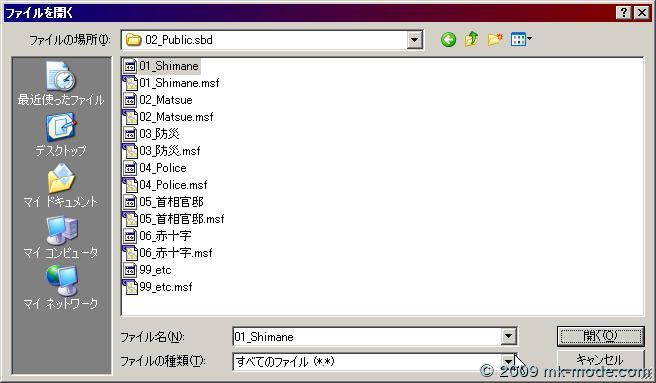 ファイルを開く
ファイルの場所(I): 02_Public.sbd
最近使ったファイル
デスクトップ
マイ ドキュメント
マイ コンピュータ
マイ ネットワーク
01_Shimane
01_Shimane.msf
02_Matsue
02_Matsue.msf
03_防災
03_防災.msf
04_Police
04_Police.msf
05_首相官邸
05_首相官邸.msf
06_赤十字
06_赤十字.msf
99_etc
99_etc.msf
ファイル名(N): 01_Shimane 開く(O)
ファイルの種類(T): すべてのファイル (*.*) キャンセル
© 2009 mk-mode.com